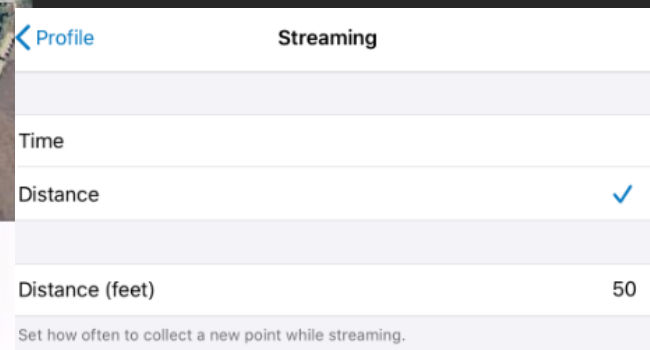 Profile
Streaming
Time
Distance
Distance (feet) 50
Set how often to collect a new point while streaming.